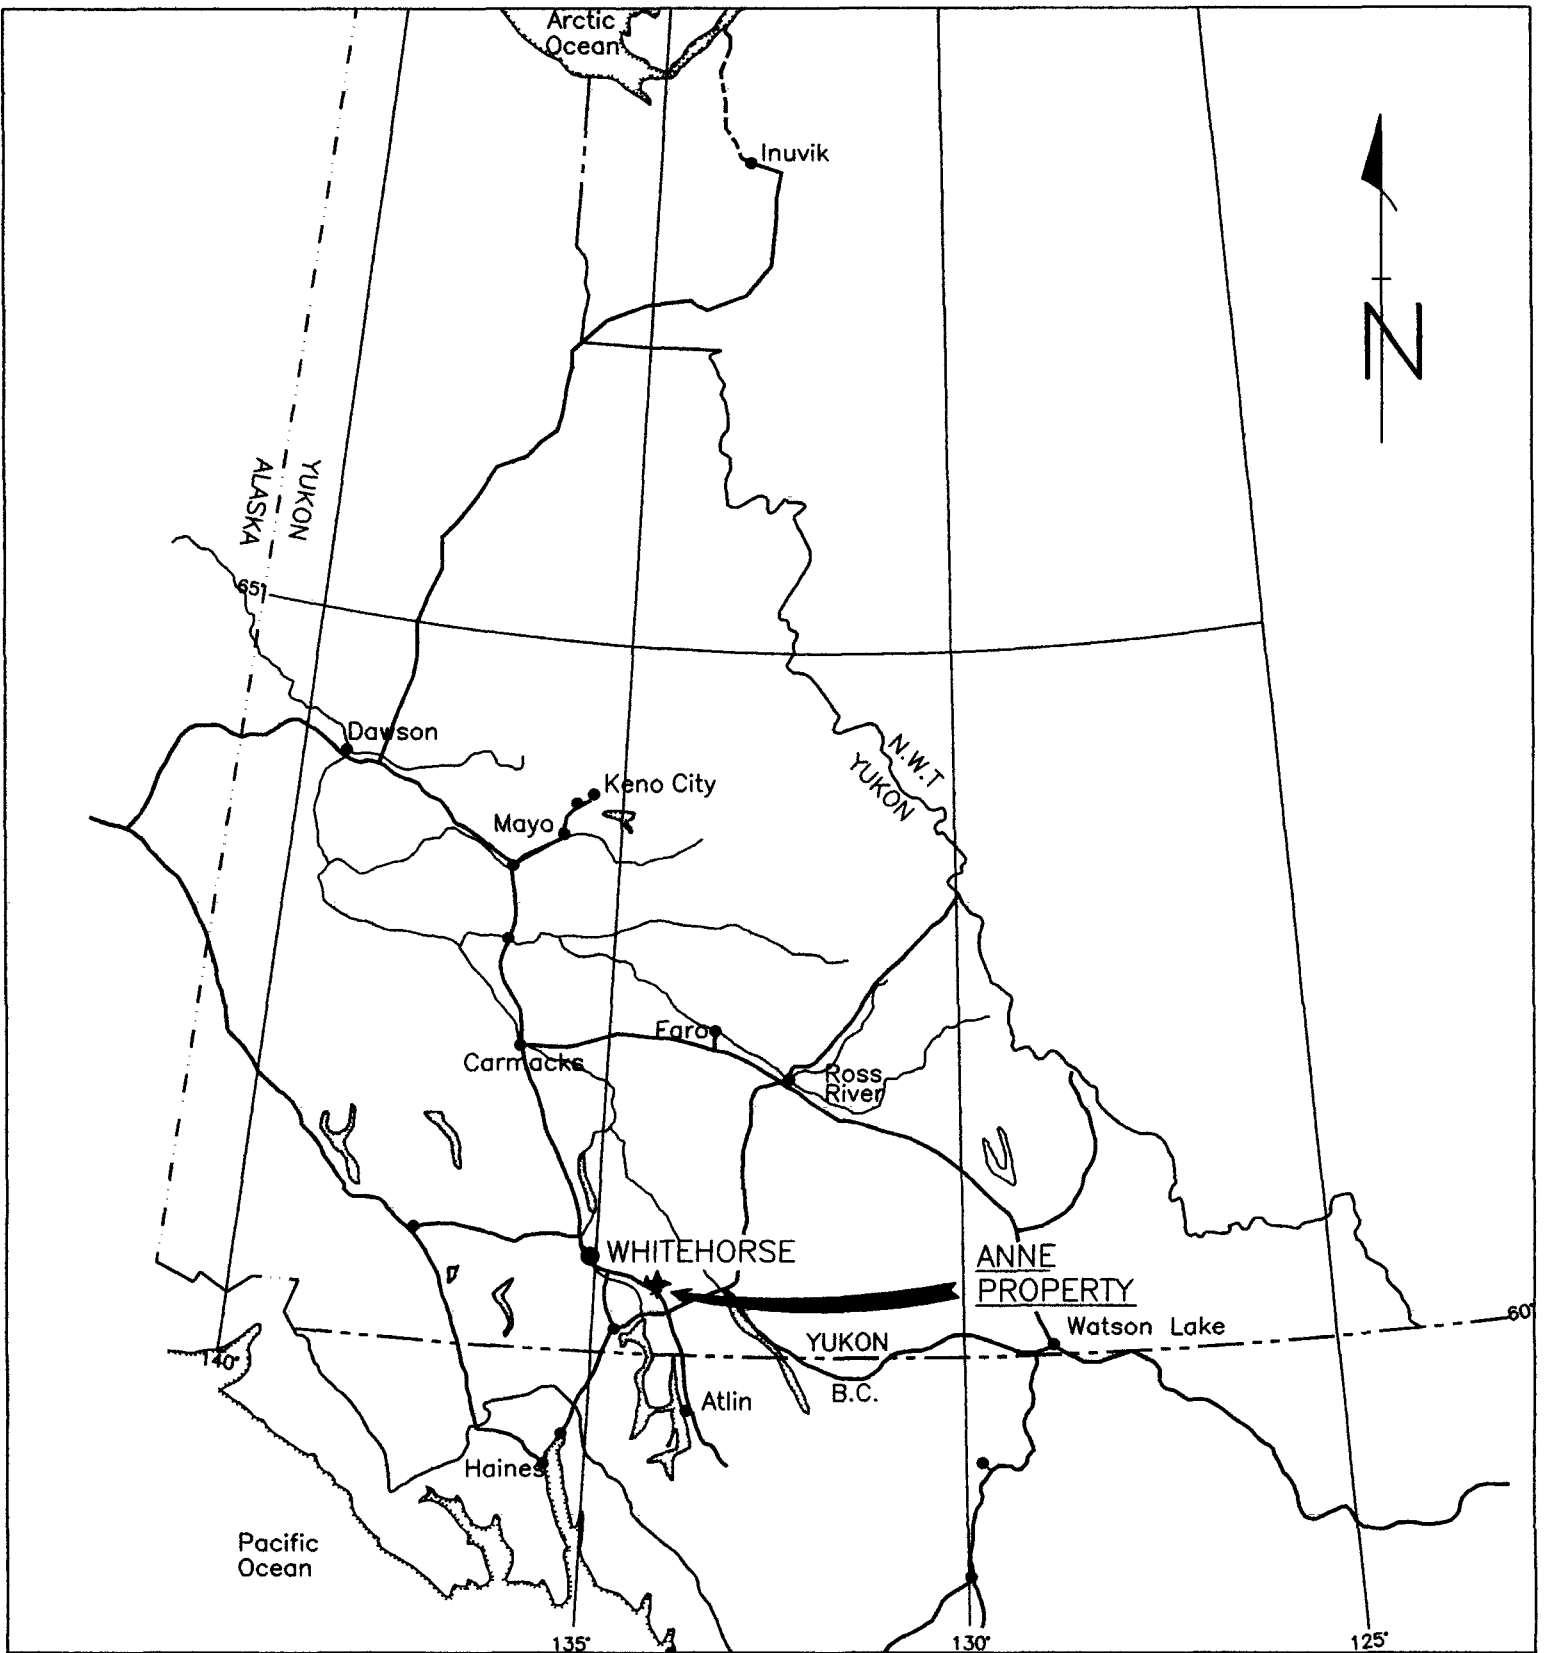 Arctic
Ocean
Inuvik
N
YUKON
ALASKA
65°
Dawson
N.W.T
YUKON
Keno City
Mayo
Faro
Carmacks
Ross
River
WHITEHORSE
ANNE
PROPERTY
60°
Watson Lake
YUKON
140°
B.C.
Atlin
Haines
Pacific
Ocean
135°
130°
125°